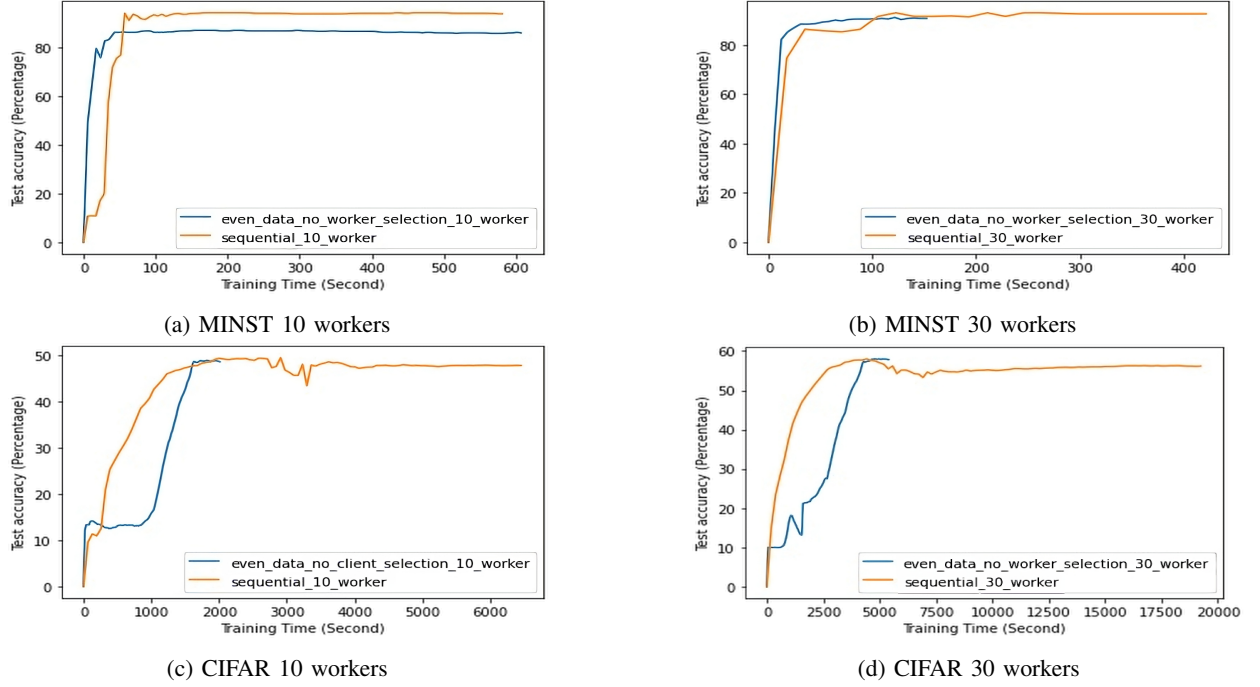 Test accuracy (Percentage)
80
60
40
20
0
even_data_no_worker_selection_10_worker
sequential_10_worker
0 100 200 300 400 500 600
Training Time (Second)
(a) MINST 10 workers
Test accuracy (Percentage)
80
60
40
20
0
even_data_no_worker_selection_30_worker
sequential_30_worker
0 100 200 300 400
Training Time (Second)
(b) MINST 30 workers
Test accuracy (Percentage)
50
40
30
20
10
0
even_data_no_client_selection_10_worker
sequential_10_worker
0 1000 2000 3000 4000 5000 6000
Training Time (Second)
(c) CIFAR 10 workers
Test accuracy (Percentage)
60
50
40
30
20
10
0
even_data_no_worker_selection_30_worker
sequential_30_worker
0 2500 5000 7500 10000 12500 15000 17500 20000
Training Time (Second)
(d) CIFAR 30 workers